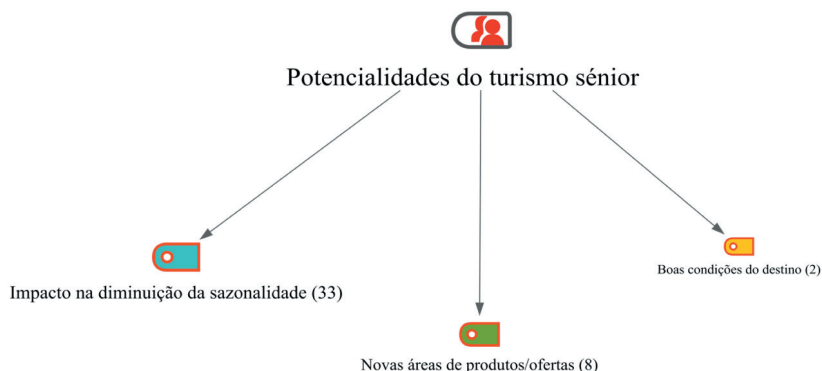 Potencialidades do turismo sénior
Impacto na diminuição da sazonalidade (33)
Boas condições do destino (2)
Novas áreas de produtos/ofertas (8)